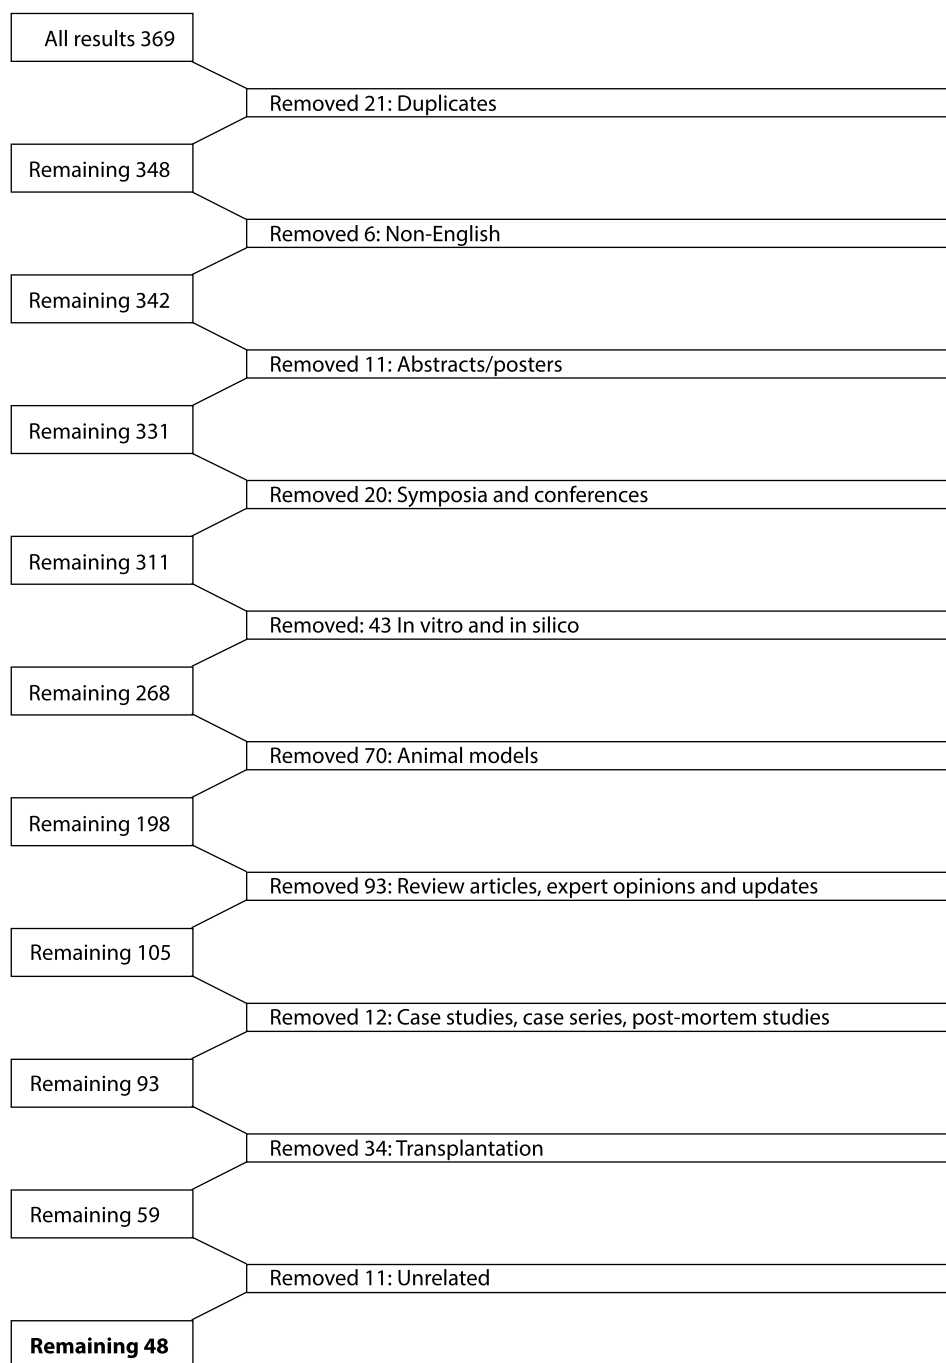 All results 369
Removed 21: Duplicates
Remaining 348
Removed 6: Non-English
Remaining 342
Removed 11: Abstracts/posters
Remaining 331
Removed 20: Symposia and conferences
Remaining 311
Removed: 43 In vitro and in silico
Remaining 268
Removed 70: Animal models
Remaining 198
Removed 93: Review articles, expert opinions and updates
Remaining 105
Removed 12: Case studies, case series, post-mortem studies
Remaining 93
Removed 34: Transplantation
Remaining 59
Removed 11: Unrelated
Remaining 48